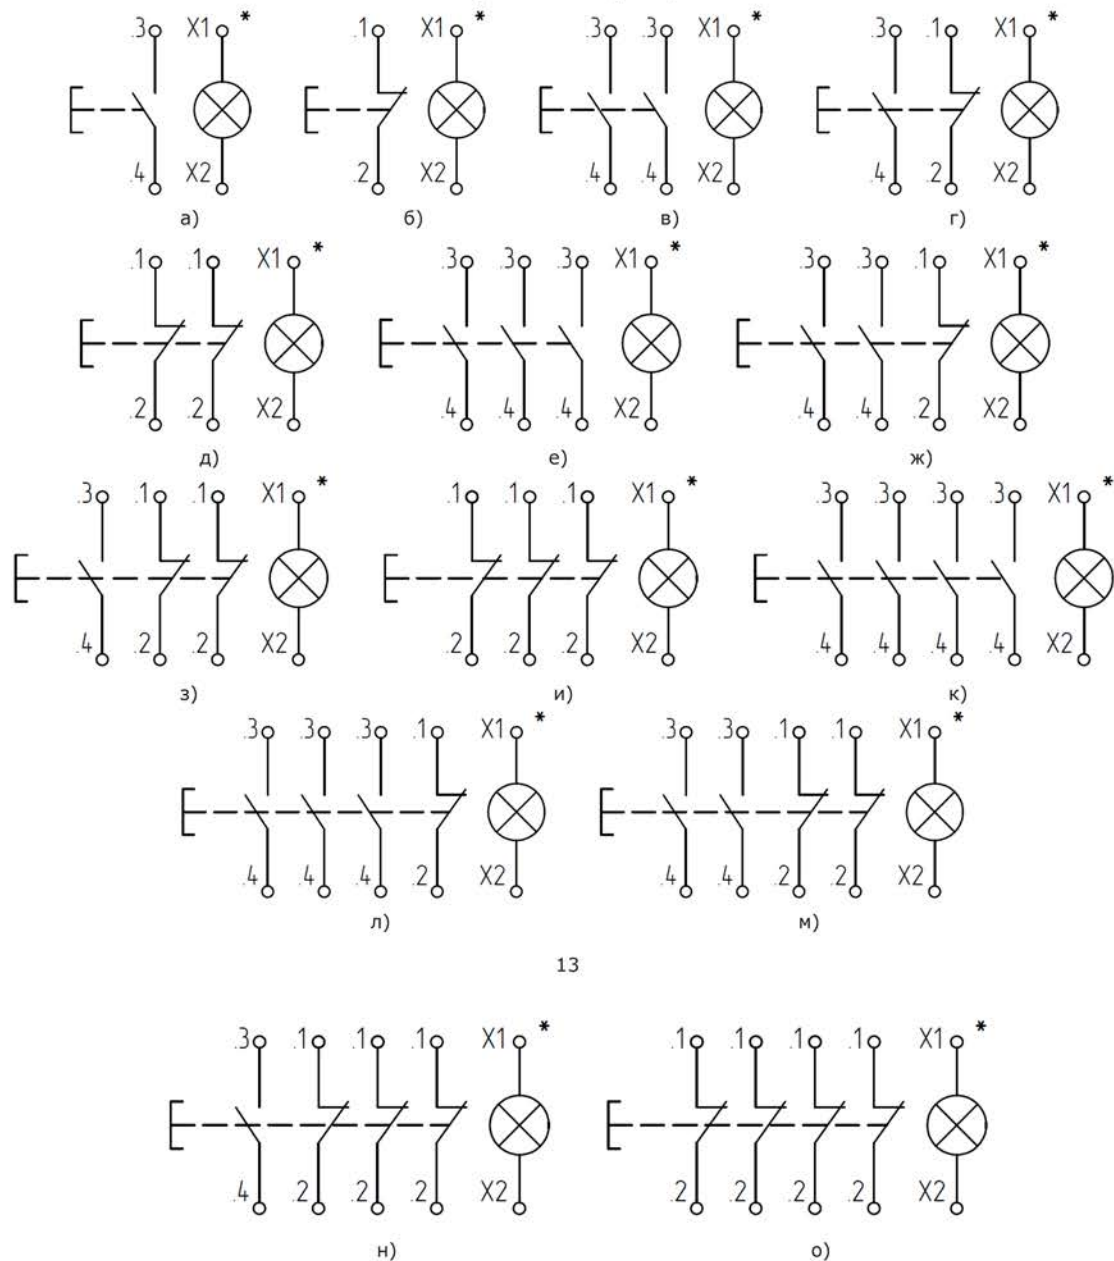 .3 X1 * .1 X1 * .3 .3 X1 * .3 .1 X1 *
.4 X2 .2 X2 .4 .4 X2 .4 .2 X2
а) б) в) г)
.1 .1 X1 * .3 .3 .3 X1 * .3 .3 .1 X1 *
.2 .2 X2 .4 .4 .4 X2 .4 .4 .2 X2
д) е) ж)
.3 .1 .1 X1 * .1 .1 .1 X1 * .3 .3 .3 .3 X1 *
.4 .2 .2 X2 .2 .2 .2 X2 .4 .4 .4 .4 X2
з) и) к)
.3 .3 .3 .1 X1 * .3 .3 .1 .1 X1 *
.4 .4 .4 .2 X2 .4 .4 .2 .2 X2
л) м)
13
.3 .1 .1 .1 X1 * .1 .1 .1 .1 X1 *
.4 .2 .2 .2 X2 .2 .2 .2 .2 X2
н) о)